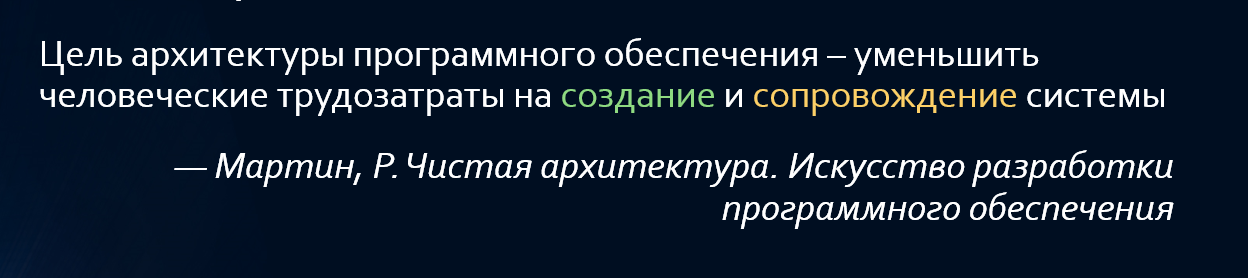 Цель архитектуры программного обеспечения – уменьшить
человеческие трудозатраты на создание и сопровождение системы
— Мартин, Р. Чистая архитектура. Искусство разработки
программного обеспечения